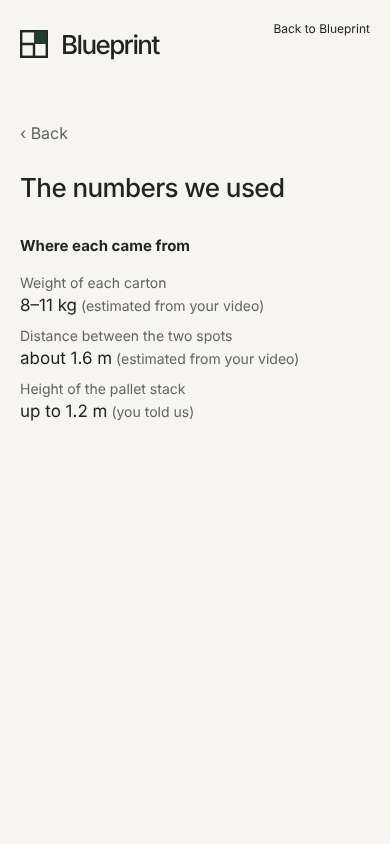 Blueprint
Back to Blueprint
‹ Back
The numbers we used
Where each came from
Weight of each carton
8–11 kg (estimated from your video)
Distance between the two spots
about 1.6 m (estimated from your video)
Height of the pallet stack
up to 1.2 m (you told us)